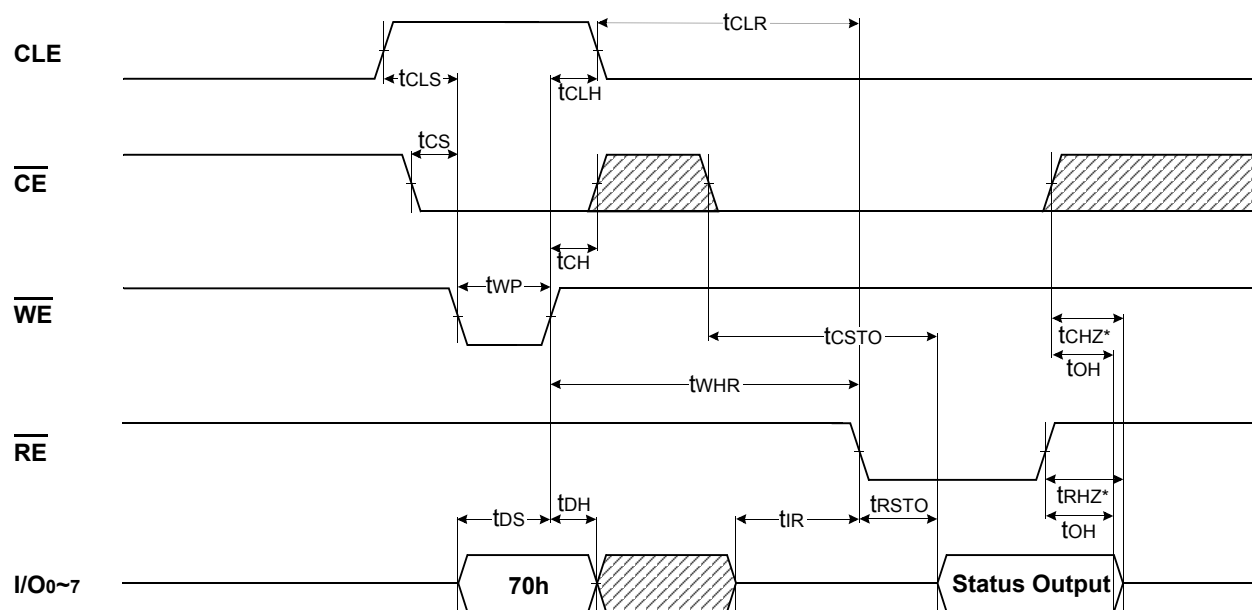 tCLR
CLE
tCLS
tCLH
tCS
CE
tCH
tWP
WE
tCSTO
tCHZ*
tOH
tWHR
RE
tRHZ*
tDS
tDH
tIR
tRSTO
tOH
I/O0~7
70h
Status Output